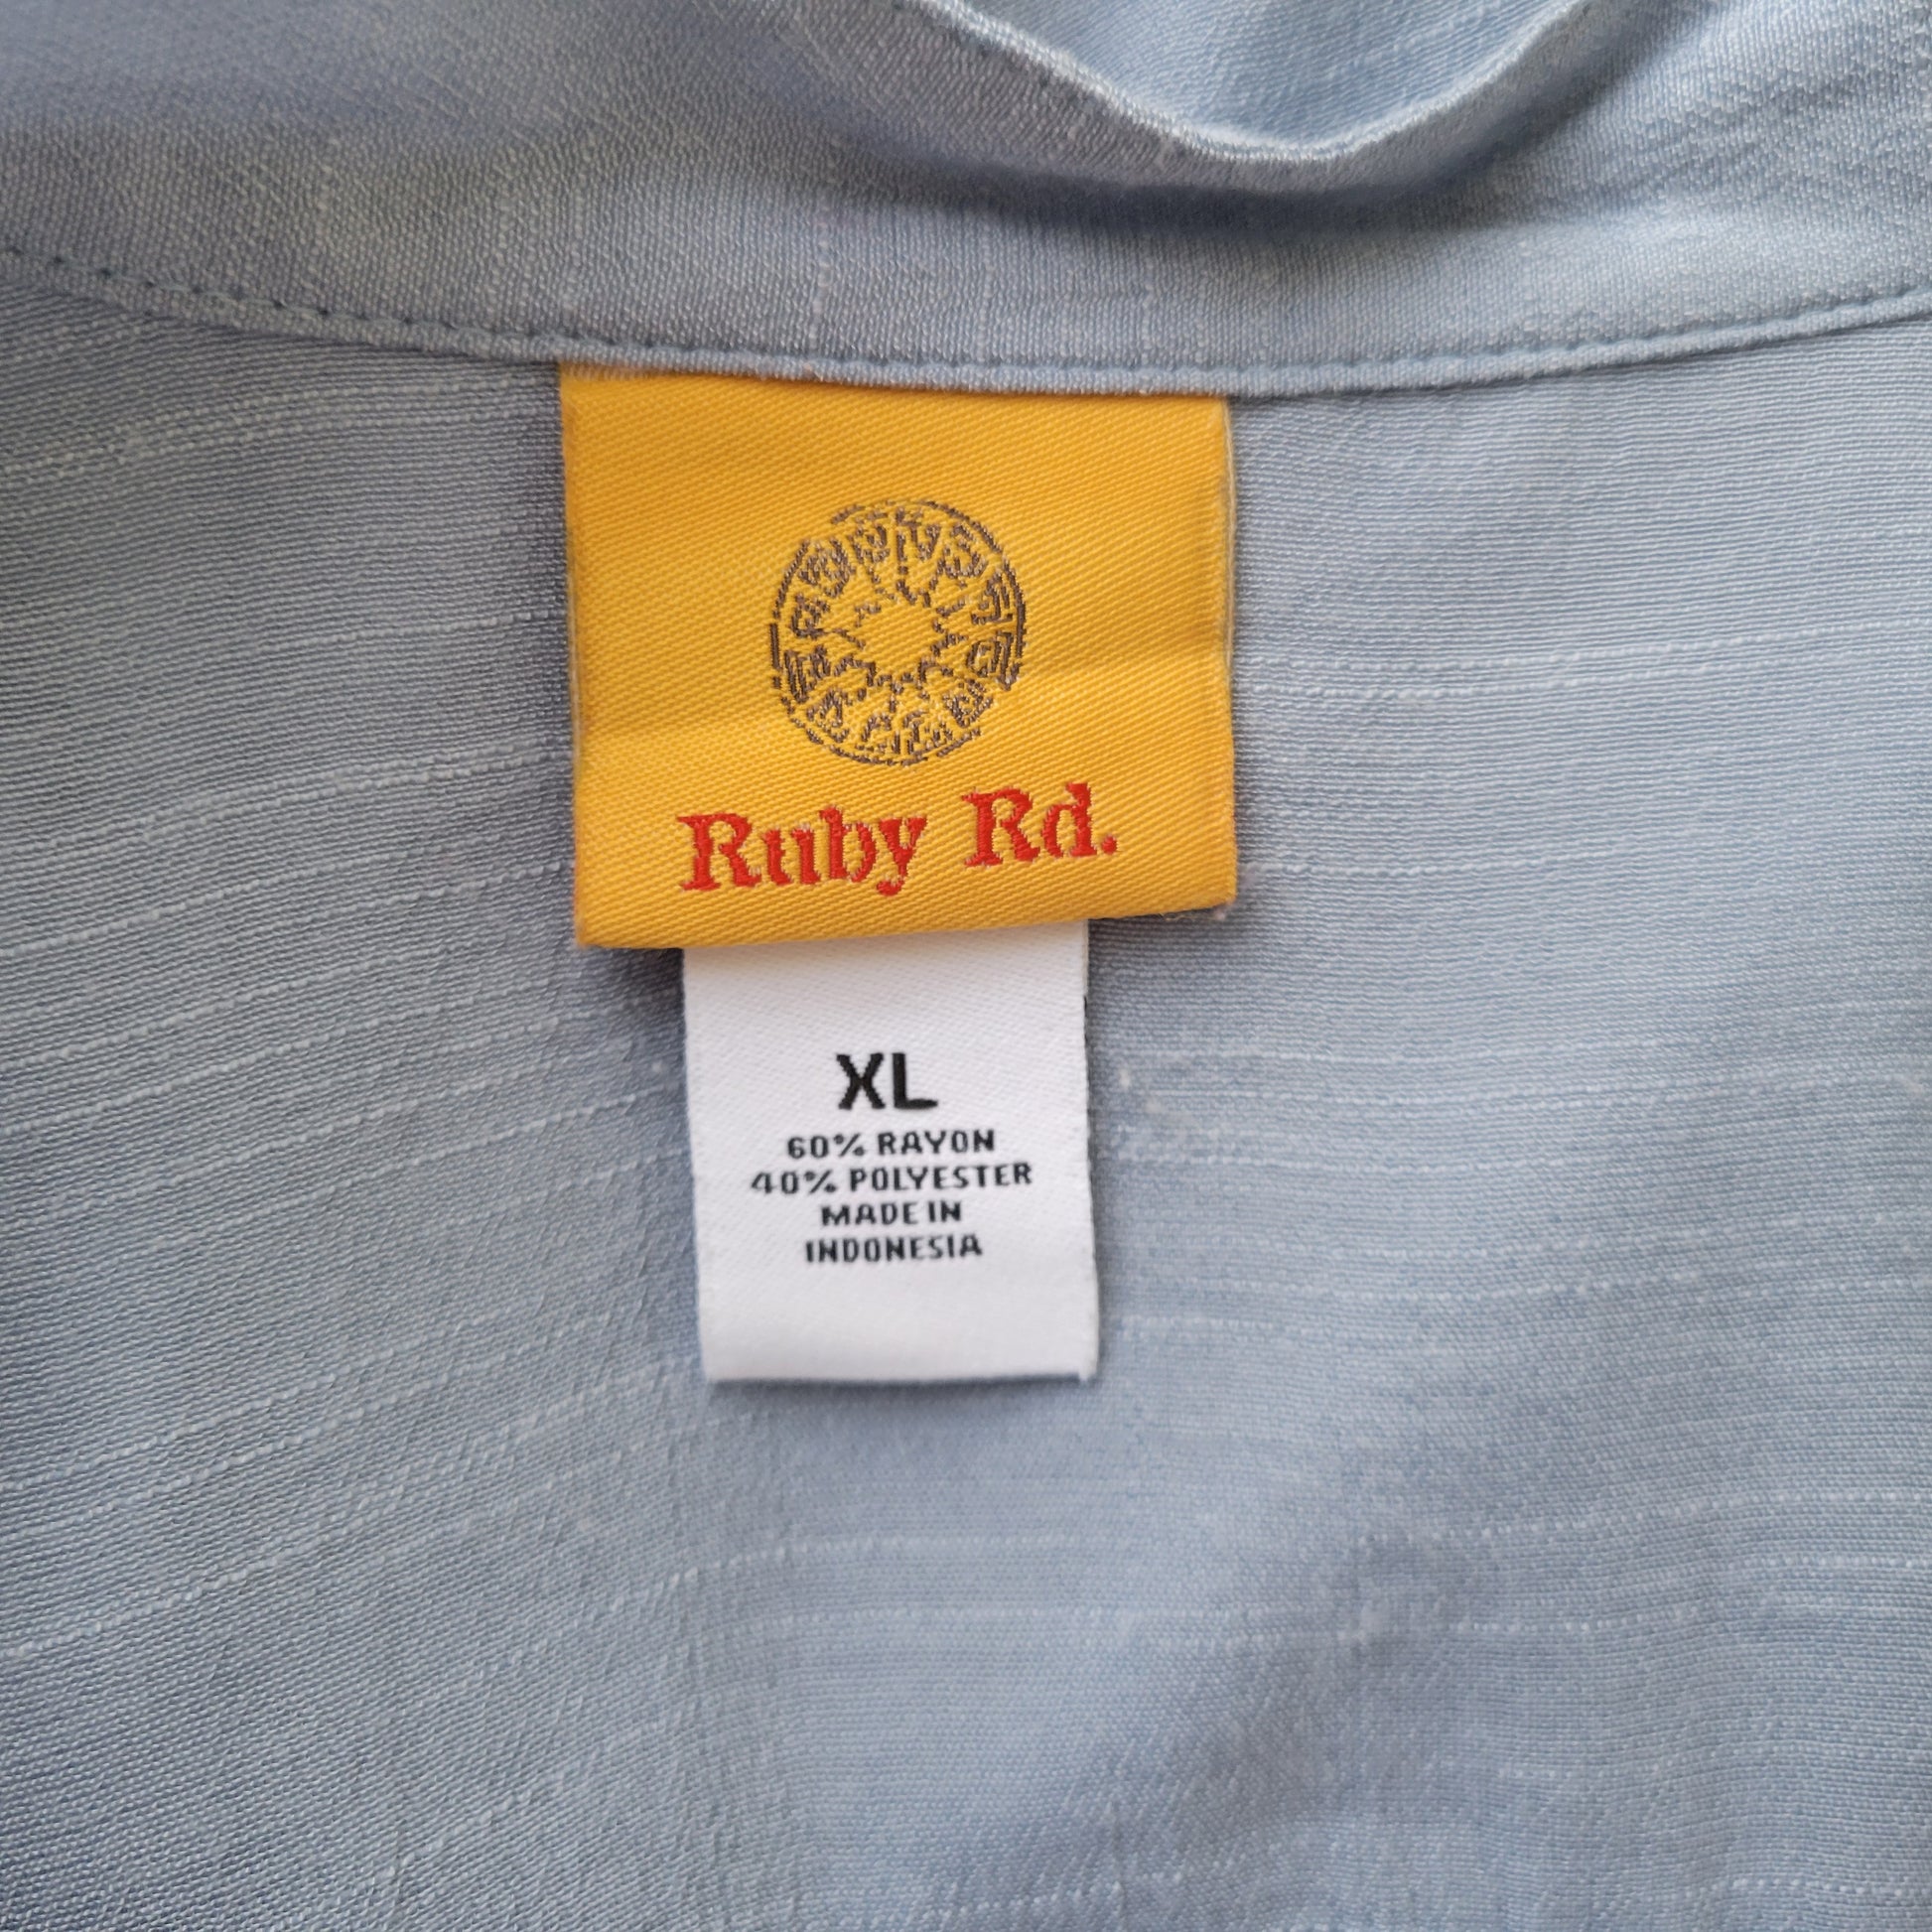 Ruby Rd.
XL
60% RAYON
40% POLYESTER
MADE IN
INDONESIA